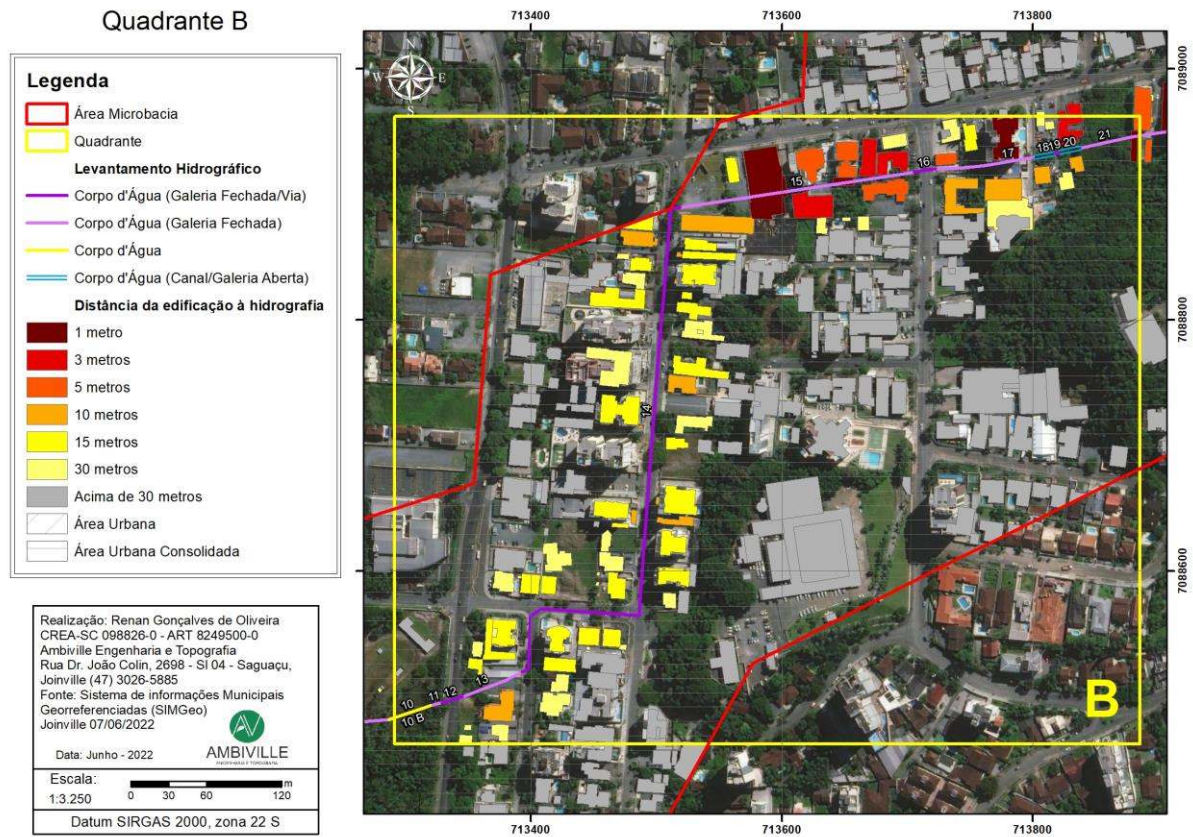 Quadrante B
Legenda
Área Microbacia
Quadrante
Levantamento Hidrográfico
Corpo d'Água (Galeria Fechada/Via)
Corpo d'Água (Galeria Fechada)
Corpo d'Água
Corpo d'Água (Canal/Galeria Aberta)
Distância da edificação à hidrografia
1 metro
3 metros
5 metros
10 metros
15 metros
30 metros
Acima de 30 metros
Área Urbana
Área Urbana Consolidada
Realização: Renan Gonçalves de Oliveira
CREA-SC 098826-0 - ART 8249500-0
Ambiville Engenharia e Topografia
Rua Dr. João Colin, 2698 - Sl 04 - Saguaçu,
Joinville (47) 3026-5885
Fonte: Sistema de informações Municipais
Georreferenciadas (SIMGeo)
Joinville 07/06/2022
Data: Junho - 2022
AMBIVILLE
ENGENHARIA E TOPOGRAFIA
Escala:
1:3.250
0 30 60 120 m
Datum SIRGAS 2000, zona 22 S
713400 713600 713800
7089000
7088800
7088600
N
W E
S
21
18 19 20
17
16
15
14
13
11 12
10
10 B
B
713400 713600 713800